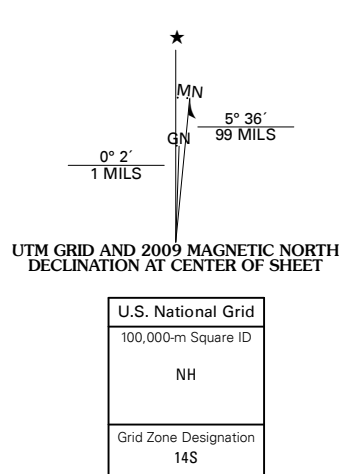 ★
MN
GN
5° 36´
99 MILS
0° 2´
1 MILS
UTM GRID AND 2009 MAGNETIC NORTH
DECLINATION AT CENTER OF SHEET
U.S. National Grid
100,000-m Square ID
NH
Grid Zone Designation
14S